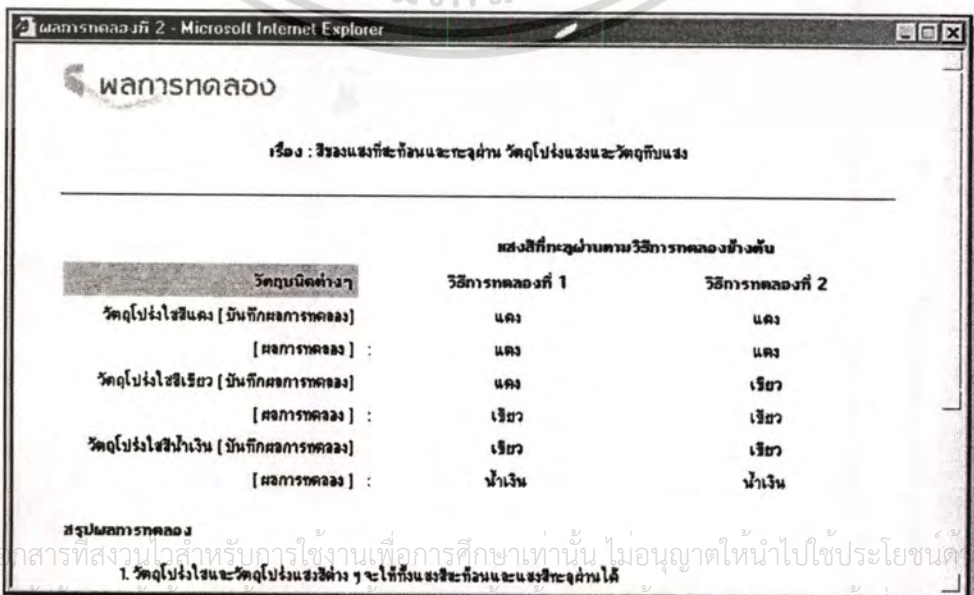 ผลการทดลองที่ 2 - Microsoft Internet Explorer
ผลการทดลอง
เรื่อง : สีของแสงที่สะท้อนและทะลุผ่าน วัตถุโปร่งแสงและวัตถุทึบแสง
แสงสีที่ทะลุผ่านตามวิธีการทดลองข้างต้น
วัตถุชนิดต่างๆ วิธีการทดลองที่ 1 วิธีการทดลองที่ 2
วัตถุโปร่งใสสีแดง [ บันทึกผลการทดลอง] แดง แดง
[ ผลการทดลอง ] : แดง แดง
วัตถุโปร่งใสสีเขียว [ บันทึกผลการทดลอง] แดง เขียว
[ ผลการทดลอง ] : เขียว เขียว
วัตถุโปร่งใสสีน้ำเงิน [ บันทึกผลการทดลอง] เขียว เขียว
[ ผลการทดลอง ] : น้ำเงิน น้ำเงิน
สรุปผลการทดลอง
อกสารที่สงวนไว้สำหรับการใช้งานเพื่อการศึกษาเท่านั้น ไม่อนุญาตให้นำไปใช้ประโยชน์ด้
1. วัตถุโปร่งใสและวัตถุโปร่งแสงสีต่าง ๆ จะให้ทั้งแสงสีสะท้อนและแสงสีทะลุผ่านได้